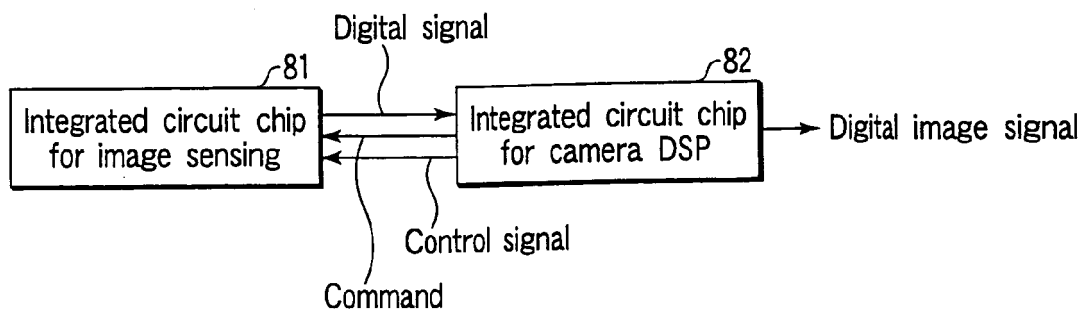 Digital signal
81
82
Integrated circuit chip
for image sensing
Integrated circuit chip
for camera DSP
Digital image signal
Control signal
Command